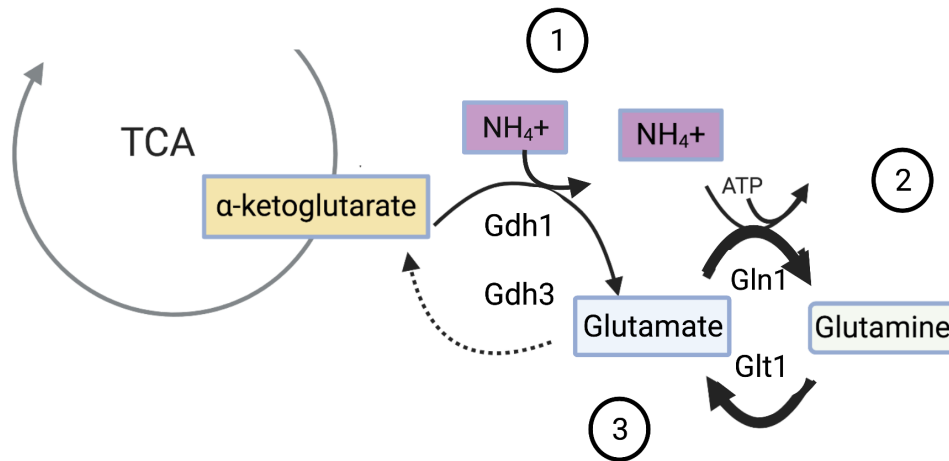 1
NH₄+
NH₄+
TCA
ATP
2
α-ketoglutarate
Gdh1
Gln1
Gdh3
Glutamate
Glutamine
Glt1
3